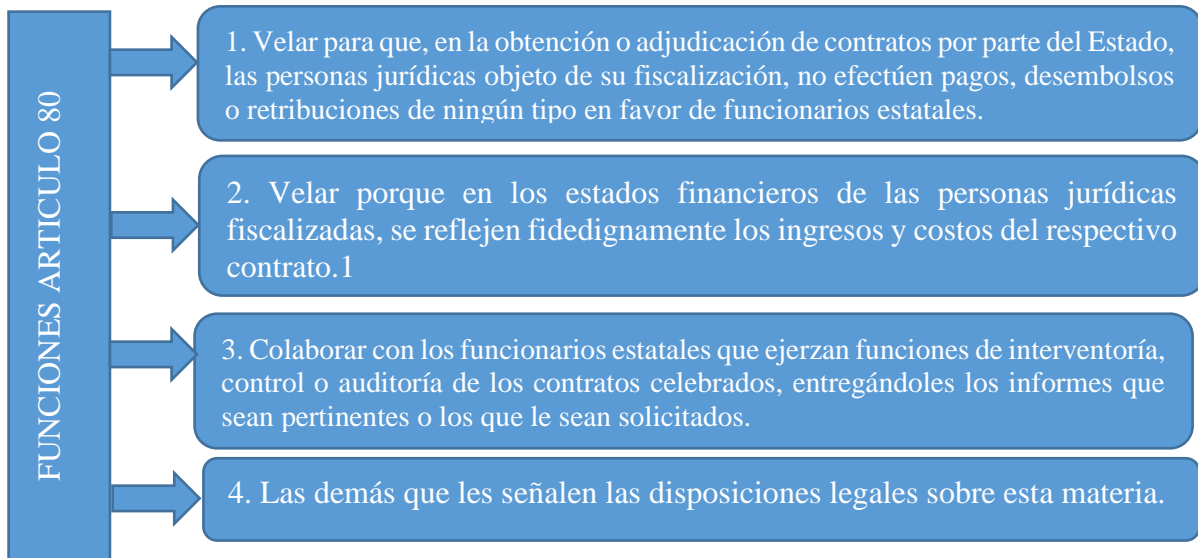 FUNCIONES ARTICULO 80
1. Velar para que, en la obtención o adjudicación de contratos por parte del Estado,
las personas jurídicas objeto de su fiscalización, no efectúen pagos, desembolsos
o retribuciones de ningún tipo en favor de funcionarios estatales.
2. Velar porque en los estados financieros de las personas jurídicas
fiscalizadas, se reflejen fidedignamente los ingresos y costos del respectivo
contrato.1
3. Colaborar con los funcionarios estatales que ejerzan funciones de interventoría,
control o auditoría de los contratos celebrados, entregándoles los informes que
sean pertinentes o los que le sean solicitados.
4. Las demás que les señalen las disposiciones legales sobre esta materia.